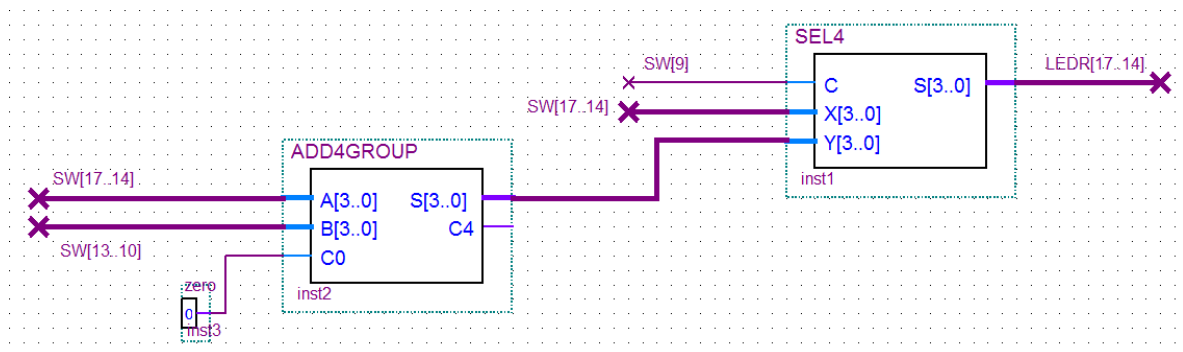 SEL4
SW[9]
LEDR[17..14]
C
S[3..0]
SW[17..14]
X[3..0]
Y[3..0]
inst1
ADD4GROUP
SW[17..14]
A[3..0]
S[3..0]
B[3..0]
C4
SW[13..10]
C0
inst2
zero
0
inst3